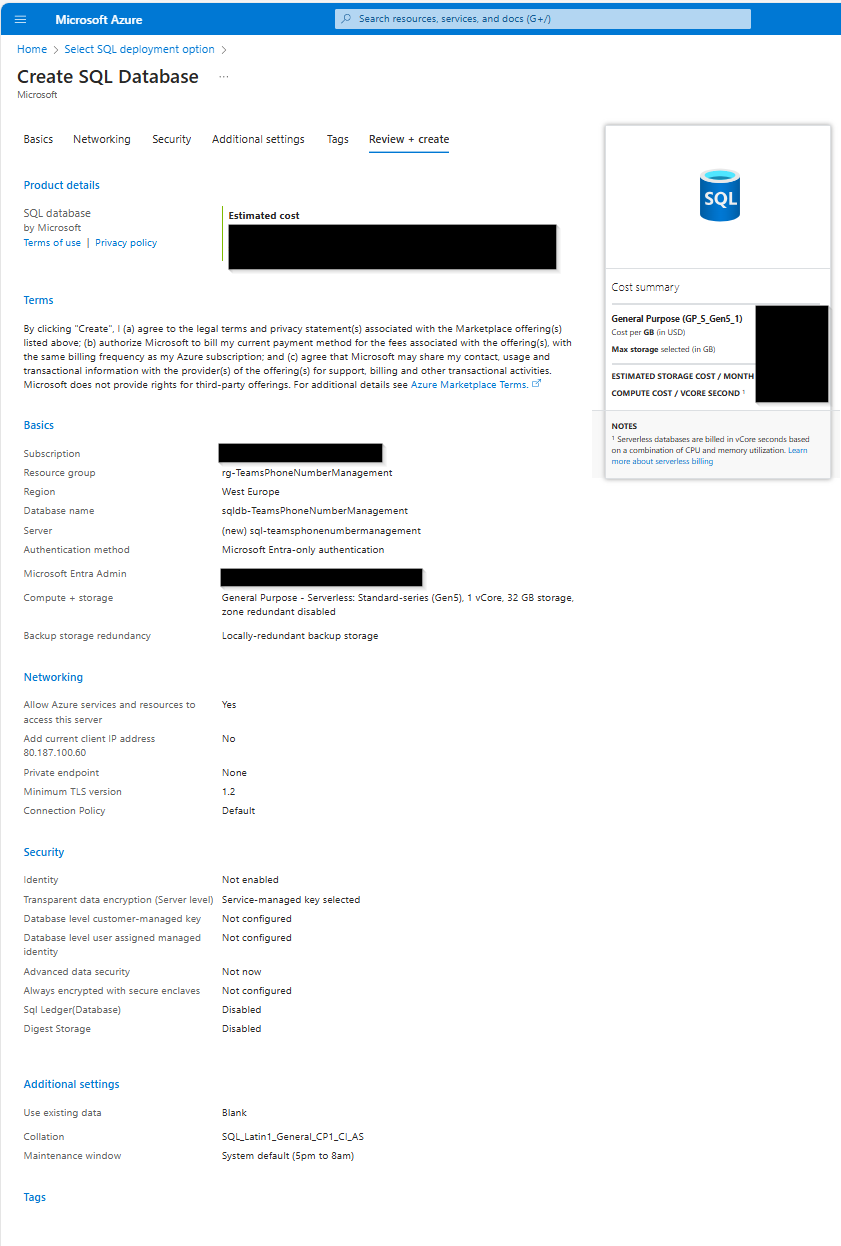 Microsoft Azure
Search resources, services, and docs (G+/)
Home > Select SQL deployment option >
Create SQL Database ...
Microsoft
Basics Networking Security Additional settings Tags Review + create
Product details
SQL database
by Microsoft
Terms of use | Privacy policy
Estimated cost
Terms
By clicking "Create", I (a) agree to the legal terms and privacy statement(s) associated with the Marketplace offering(s)
listed above; (b) authorize Microsoft to bill my current payment method for the fees associated with the offering(s), with
the same billing frequency as my Azure subscription; and (c) agree that Microsoft may share my contact, usage and
transactional information with the provider(s) of the offering(s) for support, billing and other transactional activities.
Microsoft does not provide rights for third-party offerings. For additional details see Azure Marketplace Terms.
Basics
Subscription
Resource group rg-TeamsPhoneNumberManagement
Region West Europe
Database name sqldb-TeamsPhoneNumberManagement
Server (new) sql-teamsphonenumbermanagement
Authentication method Microsoft Entra-only authentication
Microsoft Entra Admin
Compute + storage General Purpose - Serverless: Standard-series (Gen5), 1 vCore, 32 GB storage,
zone redundant disabled
Backup storage redundancy Locally-redundant backup storage
Networking
Allow Azure services and resources to Yes
access this server
Add current client IP address No
80.187.100.60
Private endpoint None
Minimum TLS version 1.2
Connection Policy Default
Security
Identity Not enabled
Transparent data encryption (Server level) Service-managed key selected
Database level customer-managed key Not configured
Database level user assigned managed Not configured
identity
Advanced data security Not now
Always encrypted with secure enclaves Not configured
Sql Ledger(Database) Disabled
Digest Storage Disabled
Additional settings
Use existing data Blank
Collation SQL_Latin1_General_CP1_CI_AS
Maintenance window System default (5pm to 8am)
Tags
SQL
Cost summary
General Purpose (GP_S_Gen5_1)
Cost per GB (in USD)
Max storage selected (in GB)
ESTIMATED STORAGE COST / MONTH
COMPUTE COST / VCORE SECOND ¹
NOTES
¹ Serverless databases are billed in vCore seconds based
on a combination of CPU and memory utilization. Learn
more about serverless billing